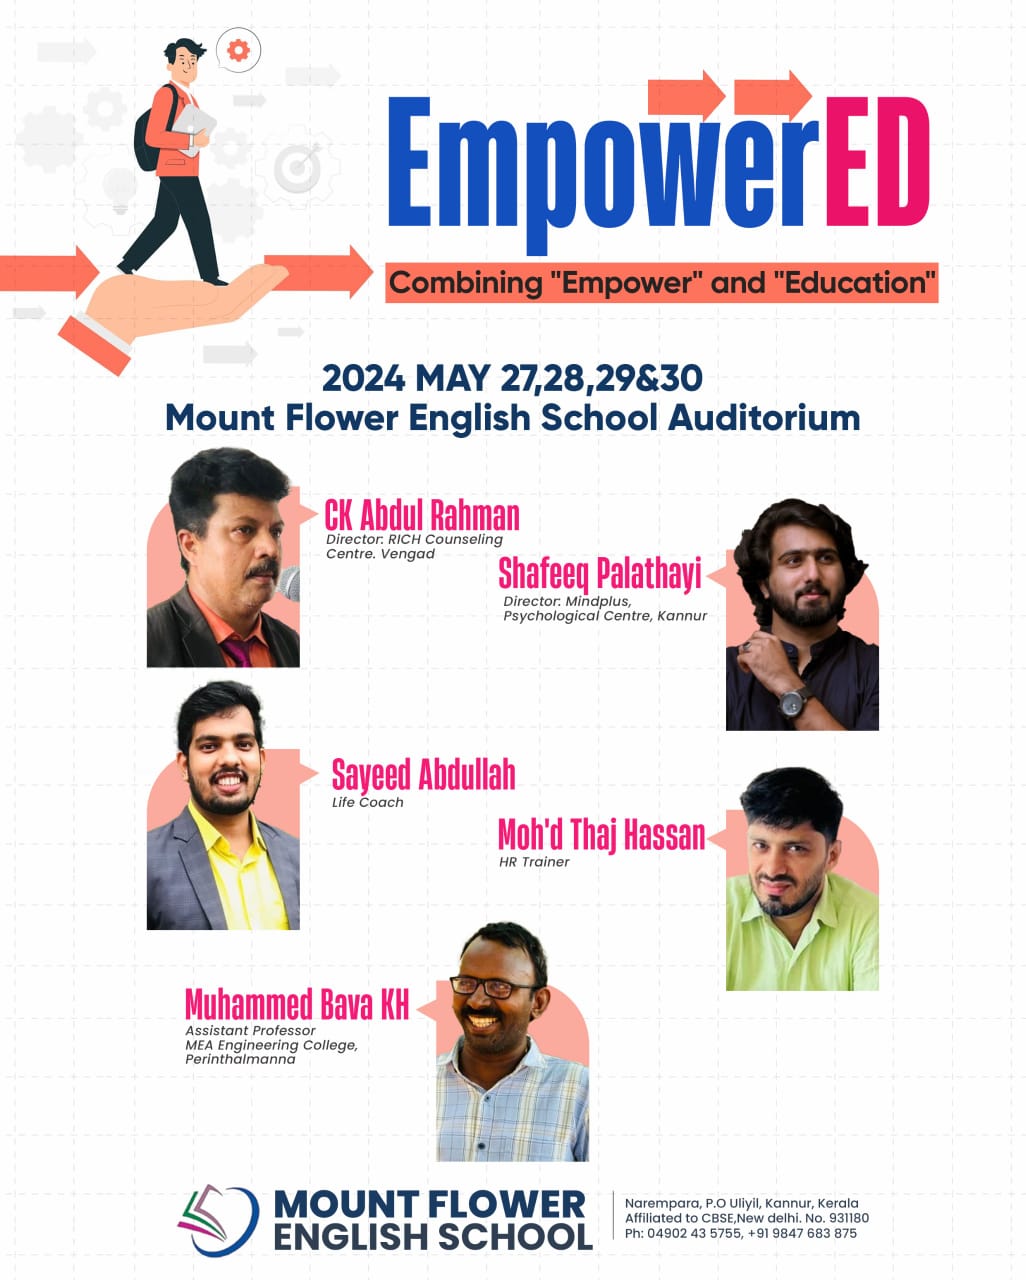 EmpowerED
Combining "Empower" and "Education"
2024 MAY 27,28,29&30
Mount Flower English School Auditorium
CK Abdul Rahman
Director: RICH Counseling
Centre. Vengad
Shafeeq Palathayi
Director: Mindplus,
Psychological Centre, Kannur
Sayeed Abdullah
Life Coach
Moh'd Thaj Hassan
HR Trainer
Muhammed Bava KH
Assistant Professor
MEA Engineering College,
Perinthalmanna
MOUNT FLOWER
ENGLISH SCHOOL
Narempara, P.O Uliyil, Kannur, Kerala
Affiliated to CBSE,New delhi. No. 931180
Ph: 04902 43 5755, +91 9847 683 875